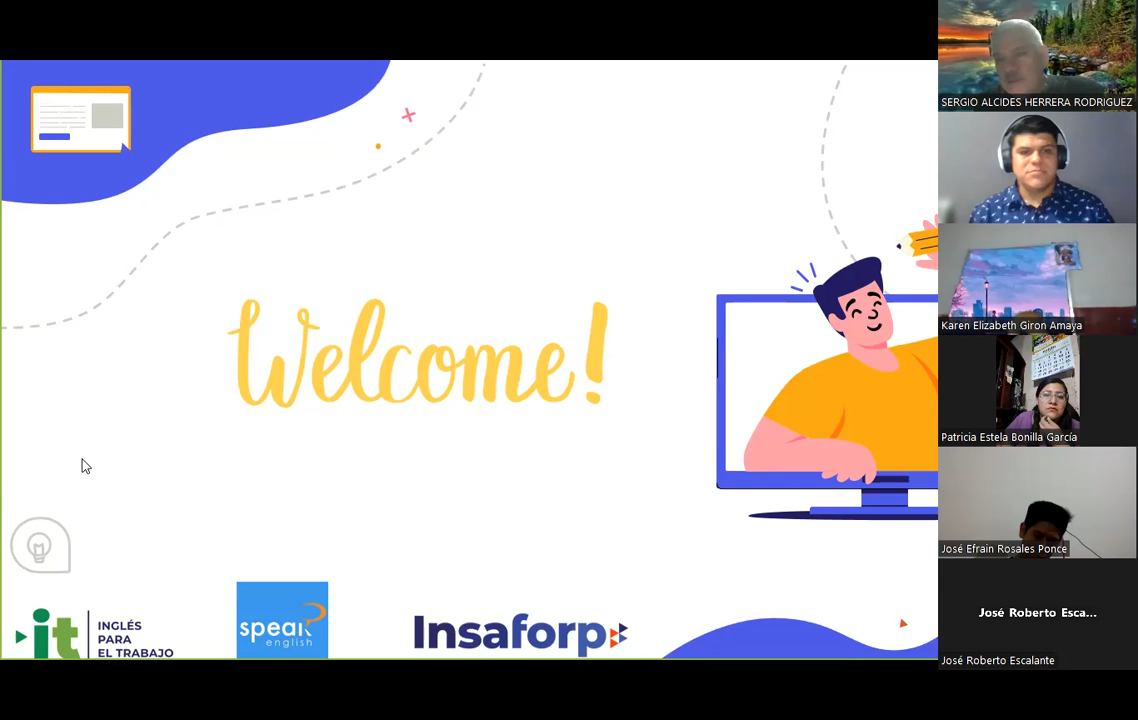 Welcome!
it
INGLÉS
PARA
EL TRABAJO
speak
english
Insaforp
SERGIO ALCIDES HERRERA RODRIGUEZ
Karen Elizabeth Giron Amaya
Patricia Estela Bonilla García
José Efrain Rosales Ponce
José Roberto Esca...
José Roberto Escalante